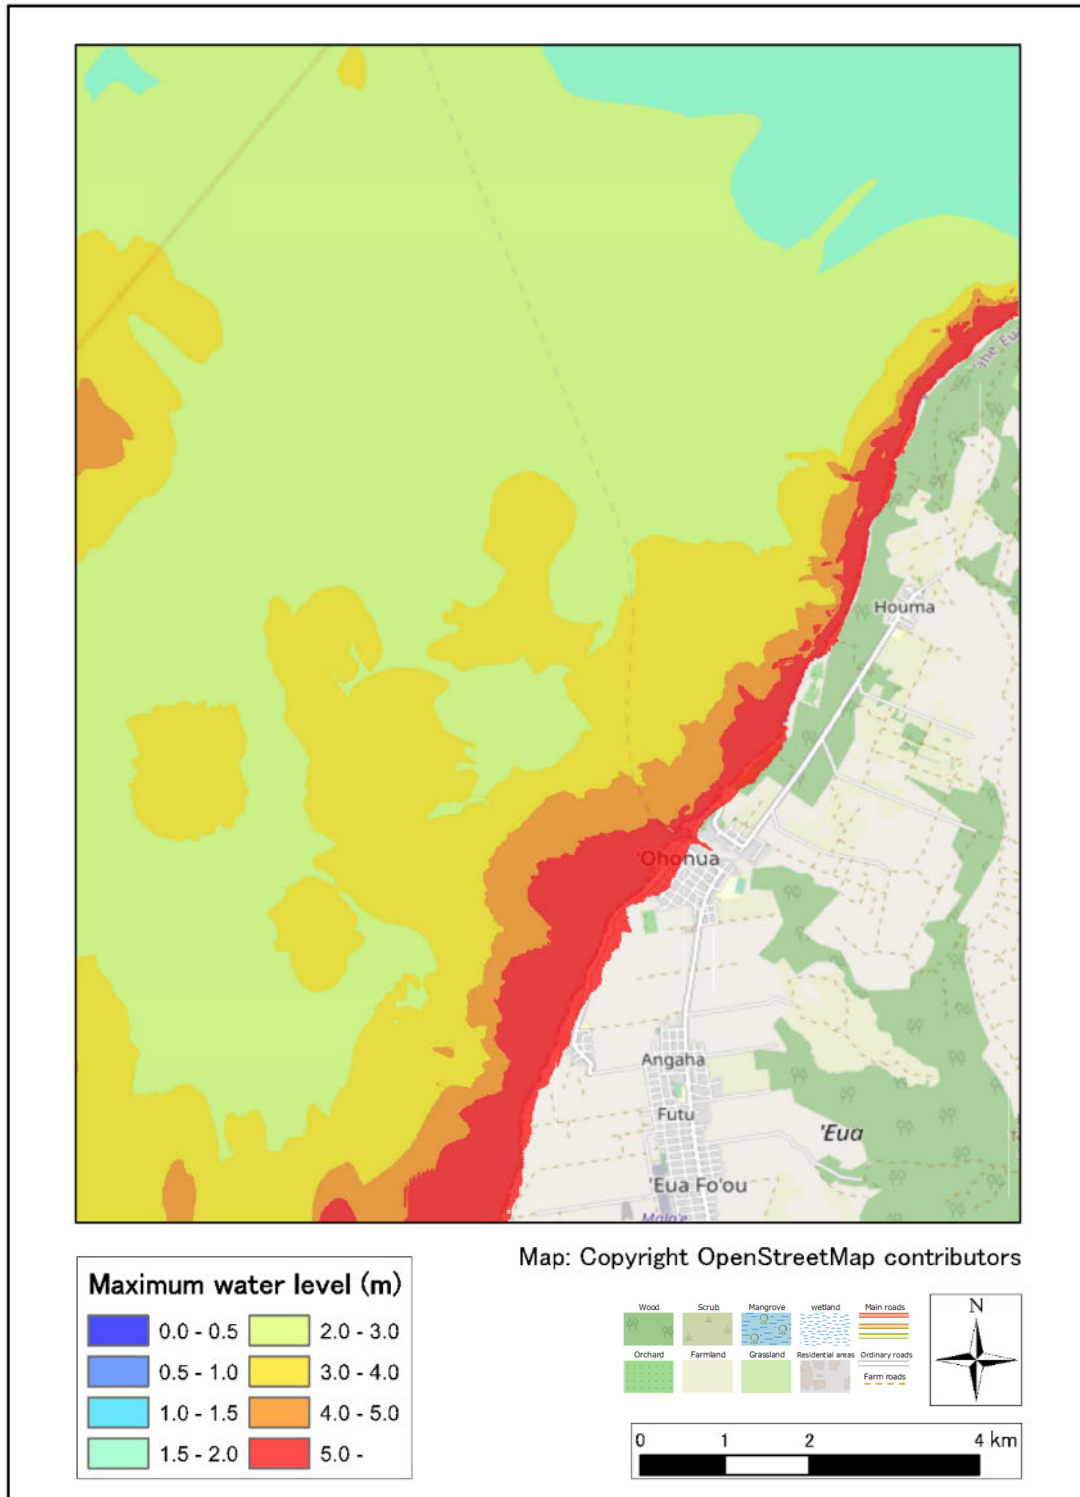 'ahe 'Eu
Houma
'Ohonua
Angaha
Futu
'Eua
'Eua Fo'ou
Mala'e
Map: Copyright OpenStreetMap contributors
Maximum water level (m)
0.0 - 0.5
2.0 - 3.0
0.5 - 1.0
3.0 - 4.0
1.0 - 1.5
4.0 - 5.0
1.5 - 2.0
5.0 -
Wood
Scrub
Mangrove
wetland
Main roads
Orchard
Farmland
Grassland
Residential areas
Ordinary roads
Farm roads
N
0 1 2 4 km